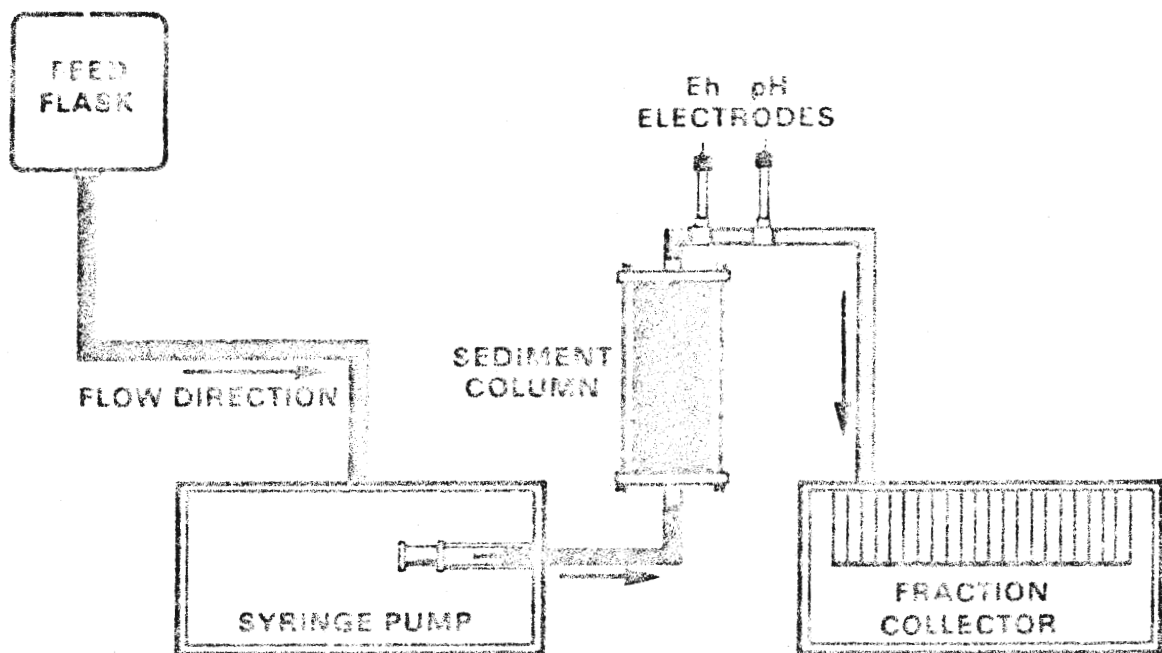 FEED
FLASK
Eh pH
ELECTRODES
SEDIMENT
COLUMN
FLOW DIRECTION
SYRINGE PUMP
FRACTION
COLLECTOR